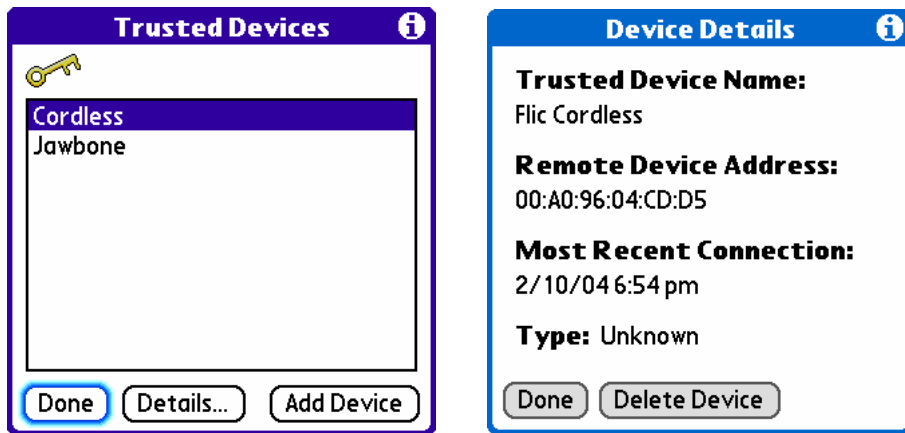 Trusted Devices
Cordless
Jawbone
Done
Details...
Add Device
Device Details
Trusted Device Name:
Flic Cordless
Remote Device Address:
00:A0:96:04:CD:D5
Most Recent Connection:
2/10/04 6:54 pm
Type: Unknown
Done
Delete Device